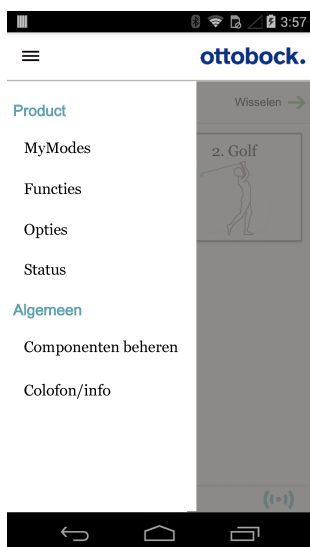 3:57
ottobock.
Product
Wisselen
MyModes
2. Golf
Functies
Opties
Status
Algemeen
Componenten beheren
Colofon/info